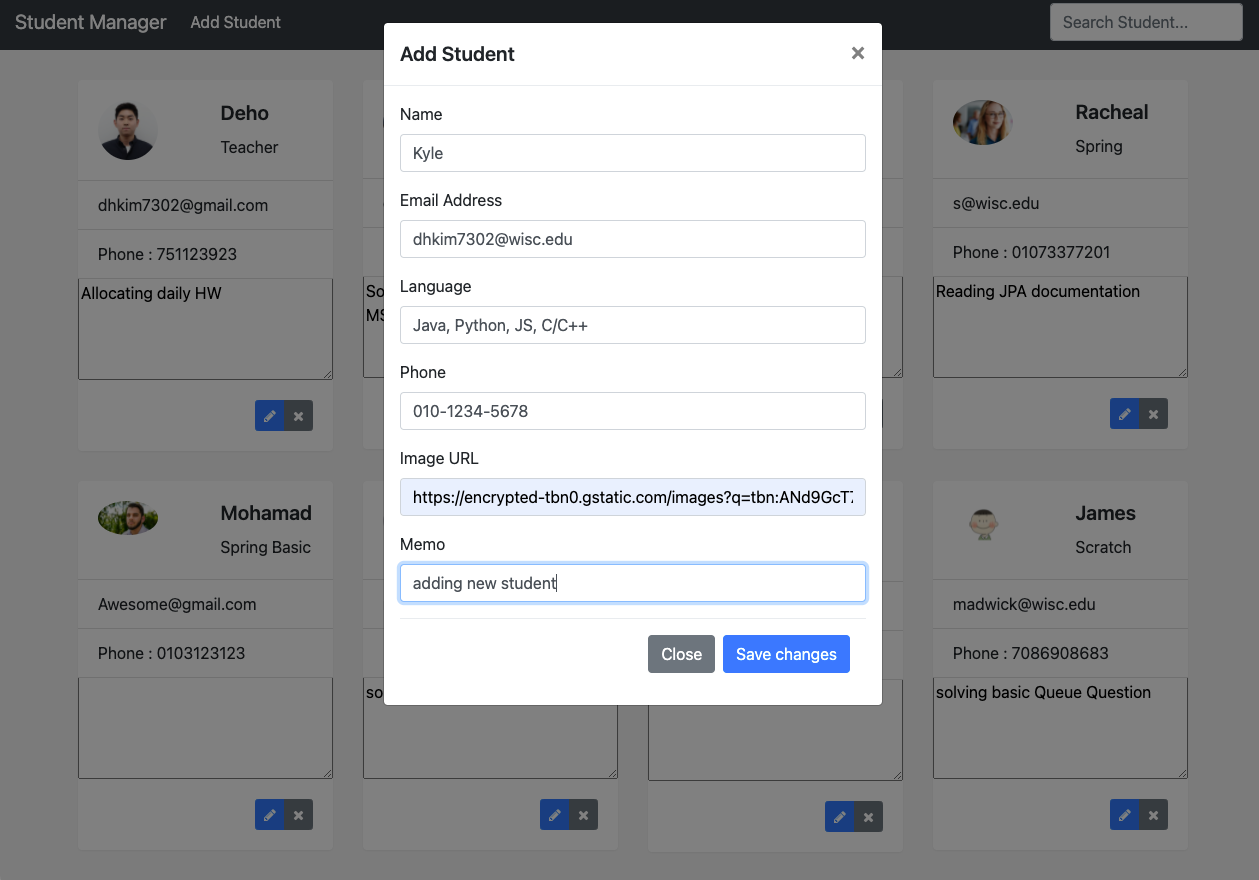 Student Manager Add Student
Search Student...
Add Student
×
Name
Kyle
Email Address
dhkim7302@wisc.edu
Language
Java, Python, JS, C/C++
Phone
010-1234-5678
Image URL
https://encrypted-tbn0.gstatic.com/images?q=tbn:ANd9GcT
Memo
adding new student
Close Save changes
Deho
Teacher
dhkim7302@gmail.com
Phone : 751123923
Allocating daily HW
So
MS
Racheal
Spring
s@wisc.edu
Phone : 01073377201
Reading JPA documentation
Mohamad
Spring Basic
Awesome@gmail.com
Phone : 0103123123
so
James
Scratch
madwick@wisc.edu
Phone : 7086908683
solving basic Queue Question